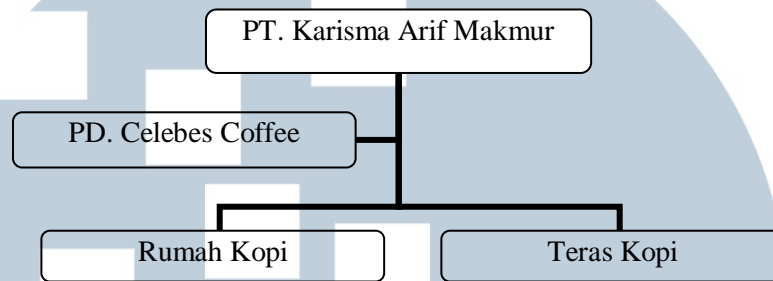 PT. Karisma Arif Makmur
PD. Celebes Coffee
Rumah Kopi
Teras Kopi